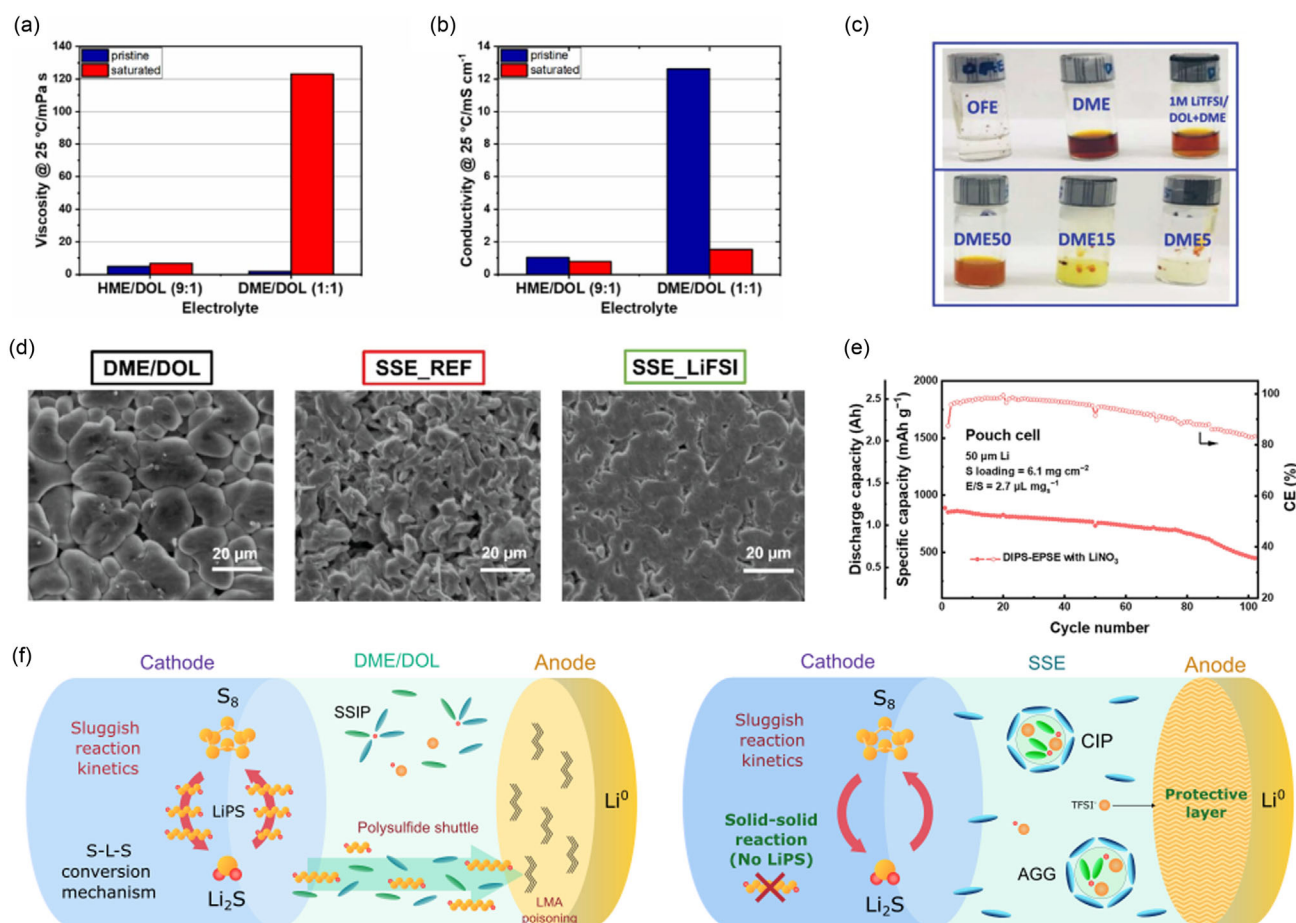 (a)
Viscosity @ 25 °C/mPa s
140
120
100
80
60
40
20
0
pristine
saturated
HME/DOL (9:1)
DME/DOL (1:1)
Electrolyte
(b)
Conductivity @ 25 °C/mS cm⁻¹
14
12
10
8
6
4
2
0
pristine
saturated
HME/DOL (9:1)
DME/DOL (1:1)
Electrolyte
(c)
OFE
DME
1M LiTFSI/
DOL+DME
DME50
DME15
DME5
(d)
DME/DOL
SSE_REF
SSE_LiFSI
20 µm
20 µm
20 µm
(e)
Discharge capacity (Ah)
2.5
2.0
1.5
1.0
0.5
Specific capacity (mAh g⁻¹)
2000
1750
1500
1250
1000
750
500
Pouch cell
50 µm Li
S loading = 6.1 mg cm⁻²
E/S = 2.7 µL mgₛ⁻¹
DIPS-EPSE with LiNO₃
100
80
60
40
20
CE (%)
0
20
40
60
80
100
Cycle number
(f)
Cathode
DME/DOL
Anode
S₈
Sluggish
reaction
kinetics
LiPS
S-L-S
conversion
mechanism
Li₂S
SSIP
Polysulfide shuttle
LMA
poisoning
Li⁰
Cathode
SSE
Anode
S₈
Sluggish
reaction
kinetics
Solid-solid
reaction
(No LiPS)
Li₂S
CIP
TFSI⁻
AGG
Protective
layer
Li⁰